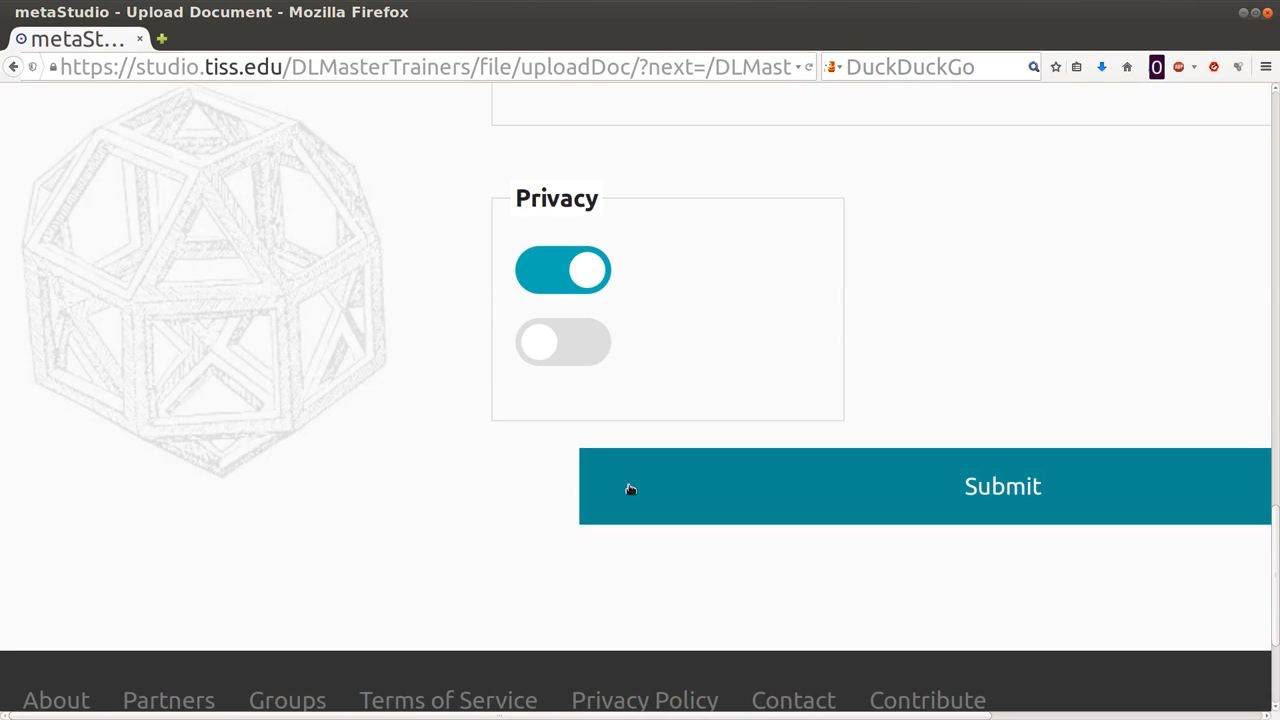 metaStudio - Upload Document - Mozilla Firefox
metaSt...
https://studio.tiss.edu/DLMasterTrainers/file/uploadDoc/?next=/DLMast
DuckDuckGo
0
Privacy
Submit
About Partners Groups Terms of Service Privacy Policy Contact Contribute